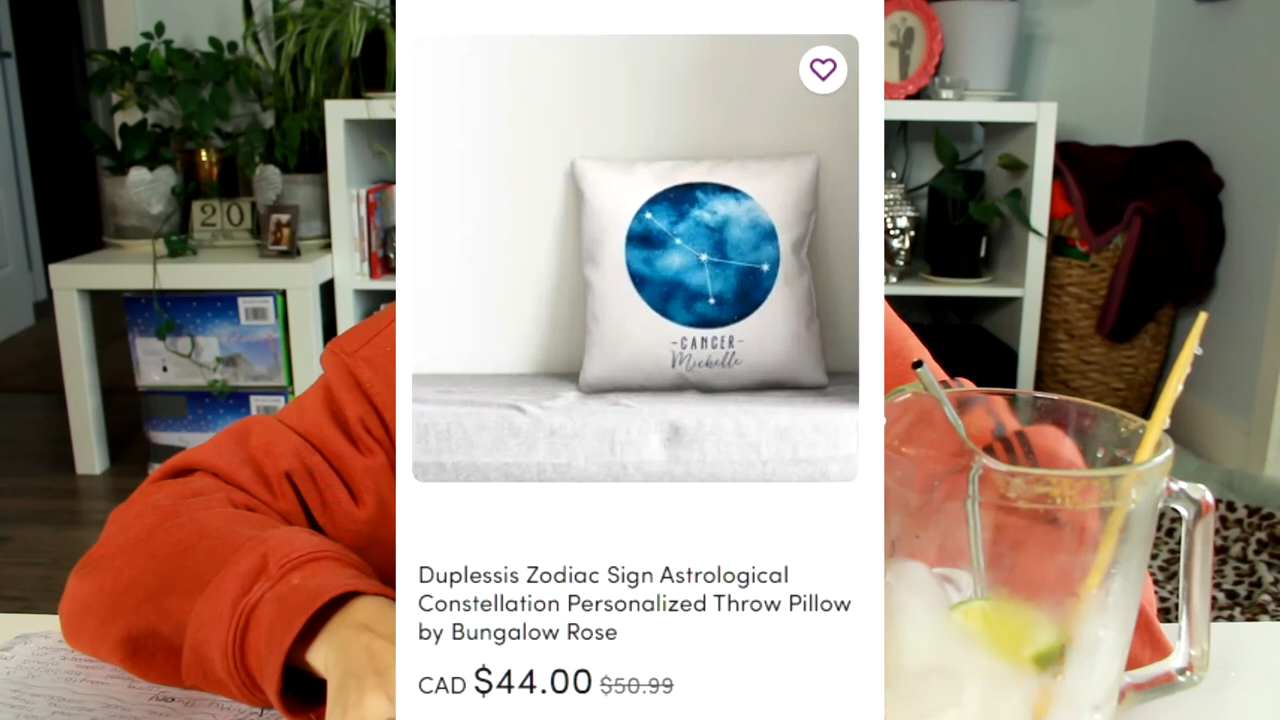 20
-CANCER-
Michelle
Duplessis Zodiac Sign Astrological
Constellation Personalized Throw Pillow
by Bungalow Rose
CAD $44.00 $50.99